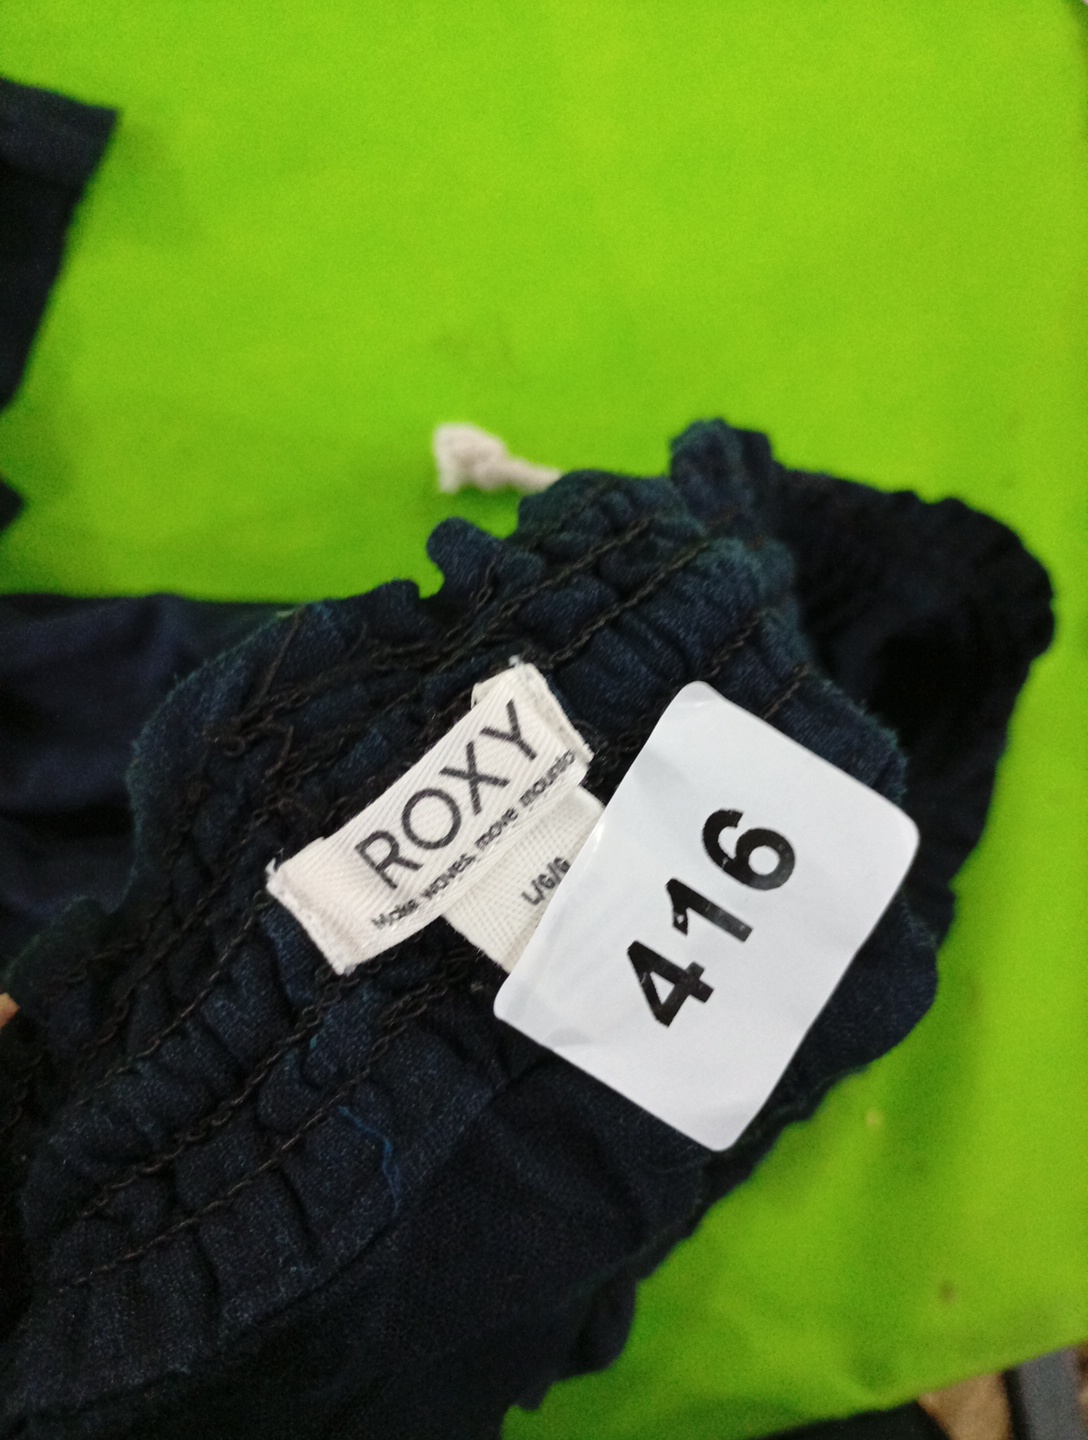 ROXY
Make waves, move mountains
L/G/G
416